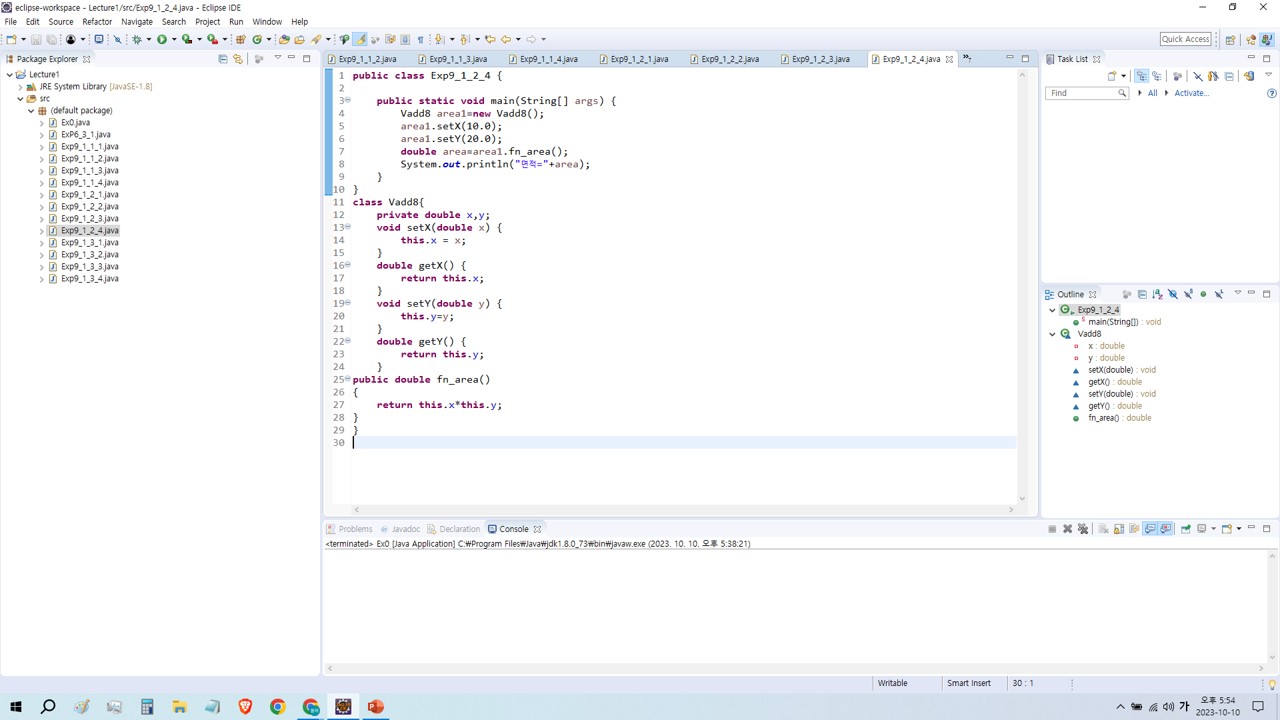 eclipse-workspace - Lecture1/src/Exp9_1_2_4.java - Eclipse IDE
File Edit Source Refactor Navigate Search Project Run Window Help
Quick Access
Package Explorer
Lecture1
JRE System Library [JavaSE-1.8]
src
(default package)
Ex0.java
ExP6_3_1.java
Exp9_1_1_1.java
Exp9_1_1_2.java
Exp9_1_1_3.java
Exp9_1_1_4.java
Exp9_1_2_1.java
Exp9_1_2_2.java
Exp9_1_2_3.java
Exp9_1_2_4.java
Exp9_1_3_1.java
Exp9_1_3_2.java
Exp9_1_3_3.java
Exp9_1_3_4.java
Exp9_1_1_2.java Exp9_1_1_3.java Exp9_1_1_4.java Exp9_1_2_1.java Exp9_1_2_2.java Exp9_1_2_3.java Exp9_1_2_4.java
1 public class Exp9_1_2_4 {
2
3 public static void main(String[] args) {
4 Vadd8 area1=new Vadd8();
5 area1.setX(10.0);
6 area1.setY(20.0);
7 double area=area1.fn_area();
8 System.out.println("면적="+area);
9 }
10 }
11 class Vadd8{
12 private double x,y;
13 void setX(double x) {
14 this.x = x;
15 }
16 double getX() {
17 return this.x;
18 }
19 void setY(double y) {
20 this.y=y;
21 }
22 double getY() {
23 return this.y;
24 }
25 public double fn_area()
26 {
27 return this.x*this.y;
28 }
29 }
30
Task List
Find All Activate...
Outline
Exp9_1_2_4
main(String[]) : void
Vadd8
x : double
y : double
setX(double) : void
getX() : double
setY(double) : void
getY() : double
fn_area() : double
Problems Javadoc Declaration Console
<terminated> Ex0 [Java Application] C:₩Program Files₩Java₩jdk1.8.0_73₩bin₩javaw.exe (2023. 10. 10. 오후 5:38:21)
Writable Smart Insert 30 : 1
가 오후 5:54
2023-10-10